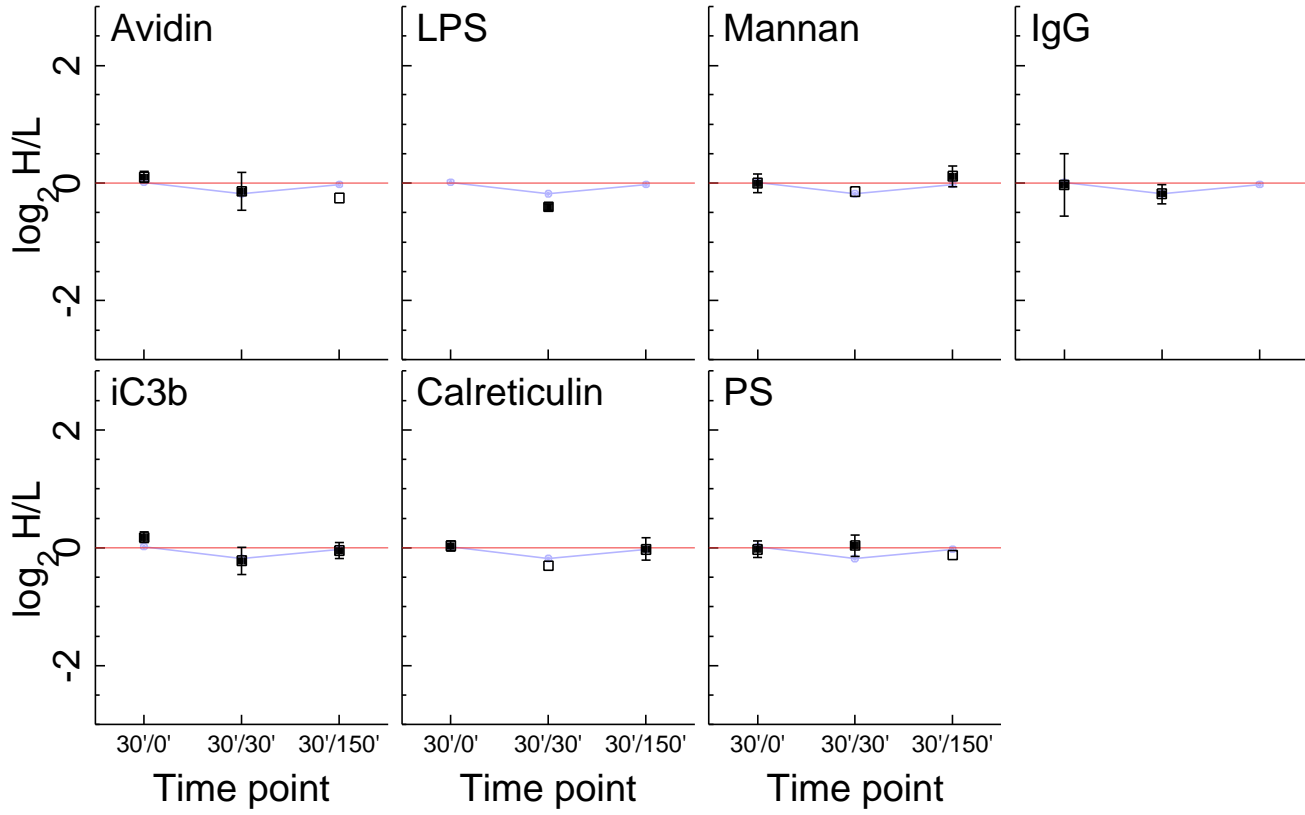 Avidin LPS Mannan IgG
2
0
-2
log2 H/L
iC3b Calreticulin PS
2
0
-2
log2 H/L
30'/0' 30'/30' 30'/150' 30'/0' 30'/30' 30'/150' 30'/0' 30'/30' 30'/150'
Time point Time point Time point